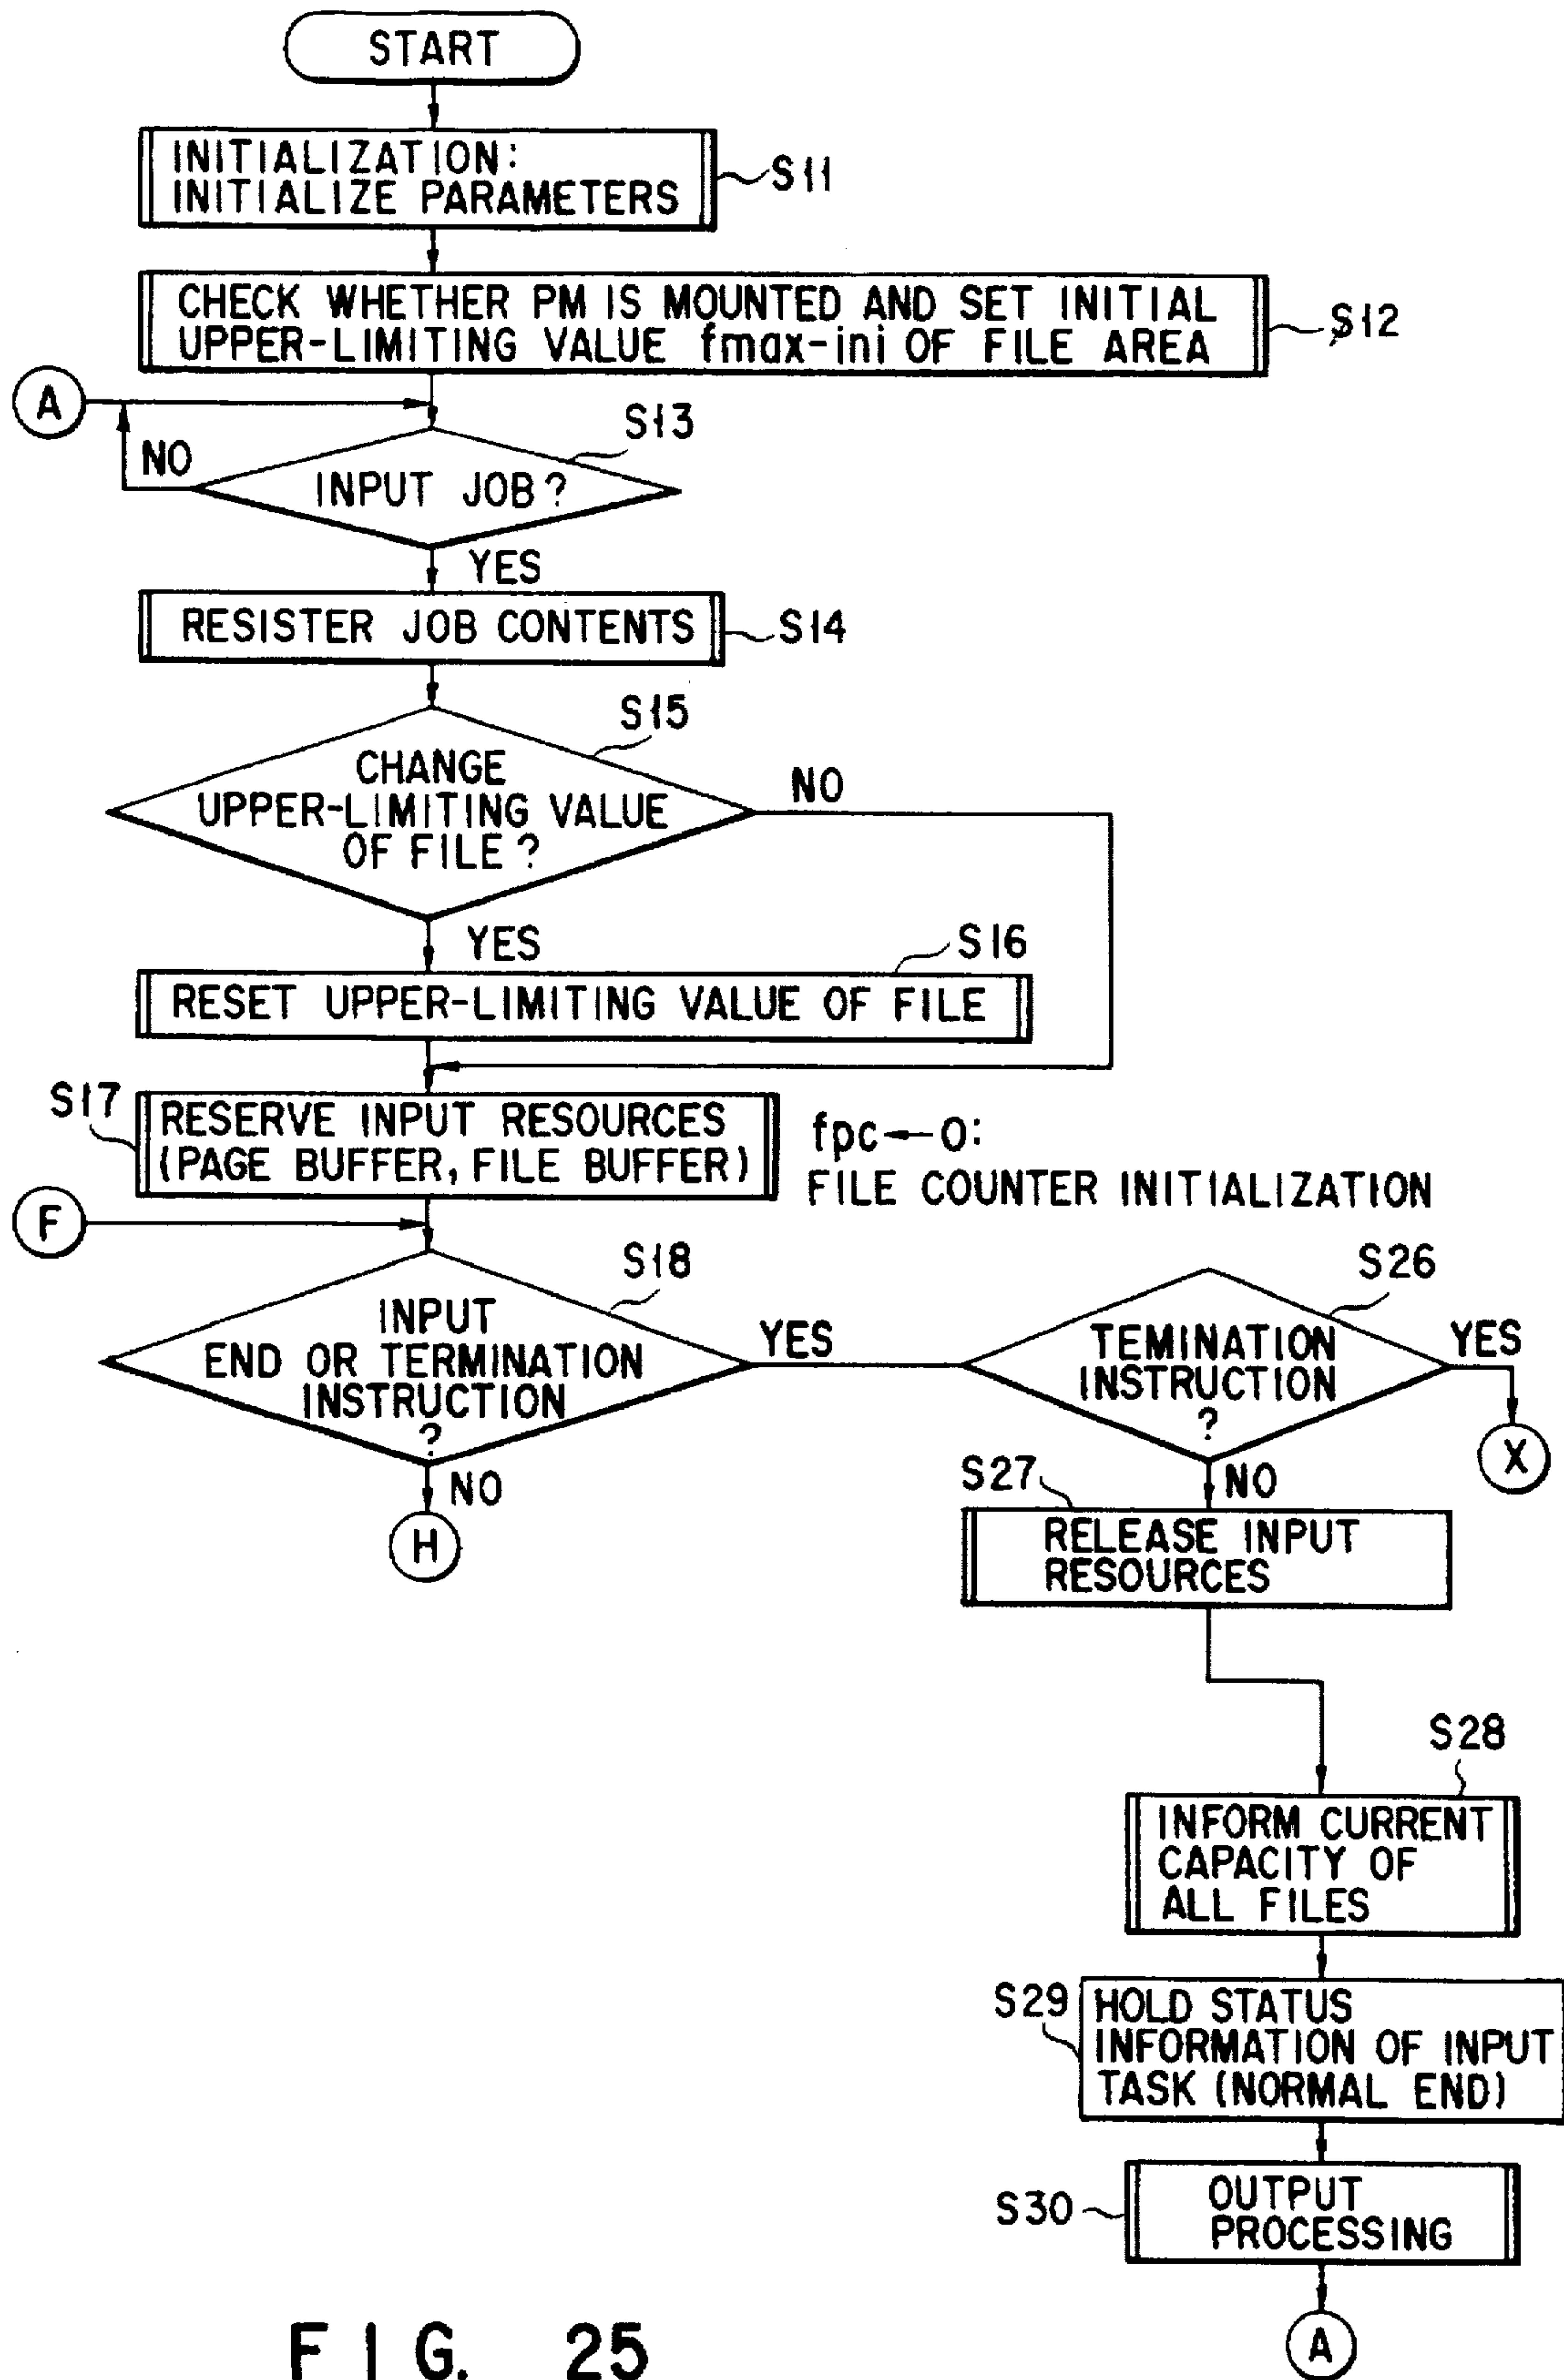 START
INITIALIZATION:
INITIALIZE PARAMETERS
S11
CHECK WHETHER PM IS MOUNTED AND SET INITIAL
UPPER-LIMITING VALUE fmax-ini OF FILE AREA
S12
A
S13
NO
INPUT JOB?
YES
RESISTER JOB CONTENTS
S14
S15
CHANGE
UPPER-LIMITING VALUE
OF FILE?
NO
YES
S16
RESET UPPER-LIMITING VALUE OF FILE
S17
RESERVE INPUT RESOURCES
(PAGE BUFFER, FILE BUFFER)
fpc←0:
FILE COUNTER INITIALIZATION
F
S18
INPUT
END OR TERMINATION
INSTRUCTION
?
YES
NO
H
S26
TEMINATION
INSTRUCTION
?
YES
X
NO
S27
RELEASE INPUT
RESOURCES
S28
INFORM CURRENT
CAPACITY OF
ALL FILES
S29
HOLD STATUS
INFORMATION OF INPUT
TASK (NORMAL END)
S30
OUTPUT
PROCESSING
A
FIG. 25